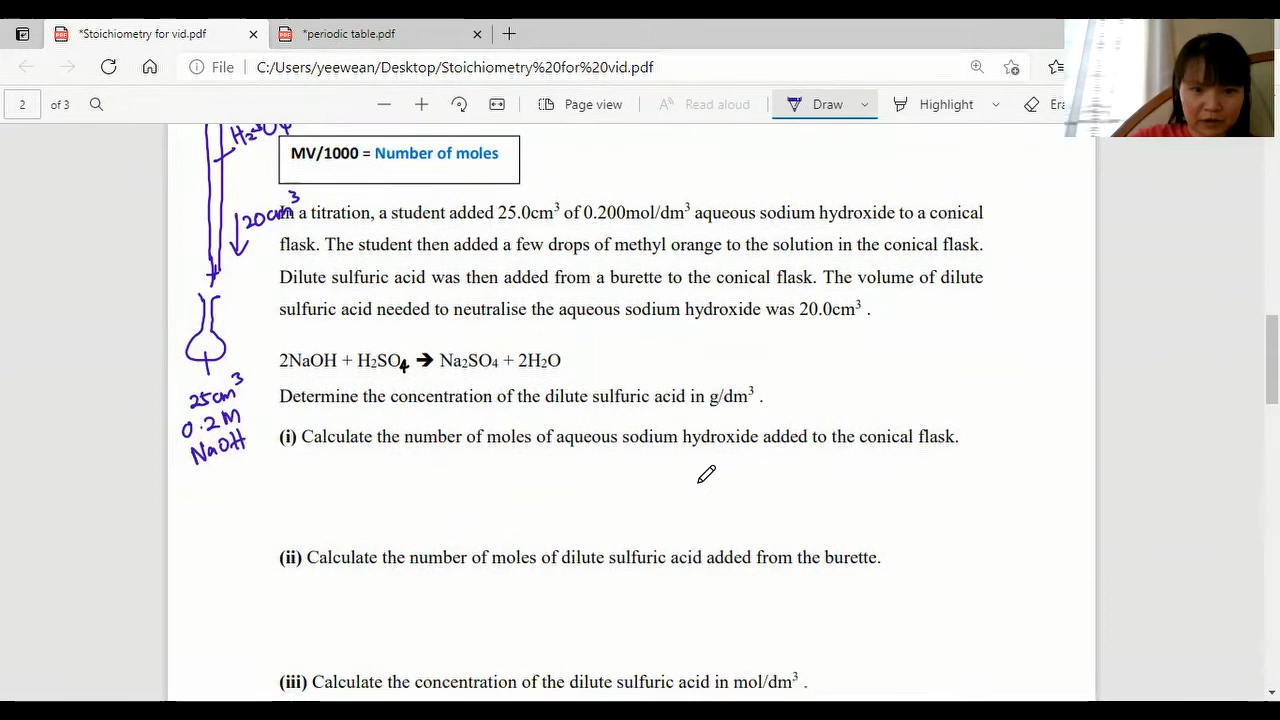 *Stoichiometry for vid.pdf
*periodic table
File
C:/Users/drewear/Desktop/Stoichiometry%20for%20vid.pdf
2 of 3
Page view
Read aloud
Draw
Highlight
Era
MV/1000 = Number of moles
H₂SO₄
20cm³
In a titration, a student added 25.0cm³ of 0.200mol/dm³ aqueous sodium hydroxide to a conical
flask. The student then added a few drops of methyl orange to the solution in the conical flask.
Dilute sulfuric acid was then added from a burette to the conical flask. The volume of dilute
sulfuric acid needed to neutralise the aqueous sodium hydroxide was 20.0cm³ .
2NaOH + H₂SO₄ ➔ Na₂SO₄ + 2H₂O
25cm³
0.2M
NaOH
Determine the concentration of the dilute sulfuric acid in g/dm³ .
(i) Calculate the number of moles of aqueous sodium hydroxide added to the conical flask.
(ii) Calculate the number of moles of dilute sulfuric acid added from the burette.
(iii) Calculate the concentration of the dilute sulfuric acid in mol/dm³ .